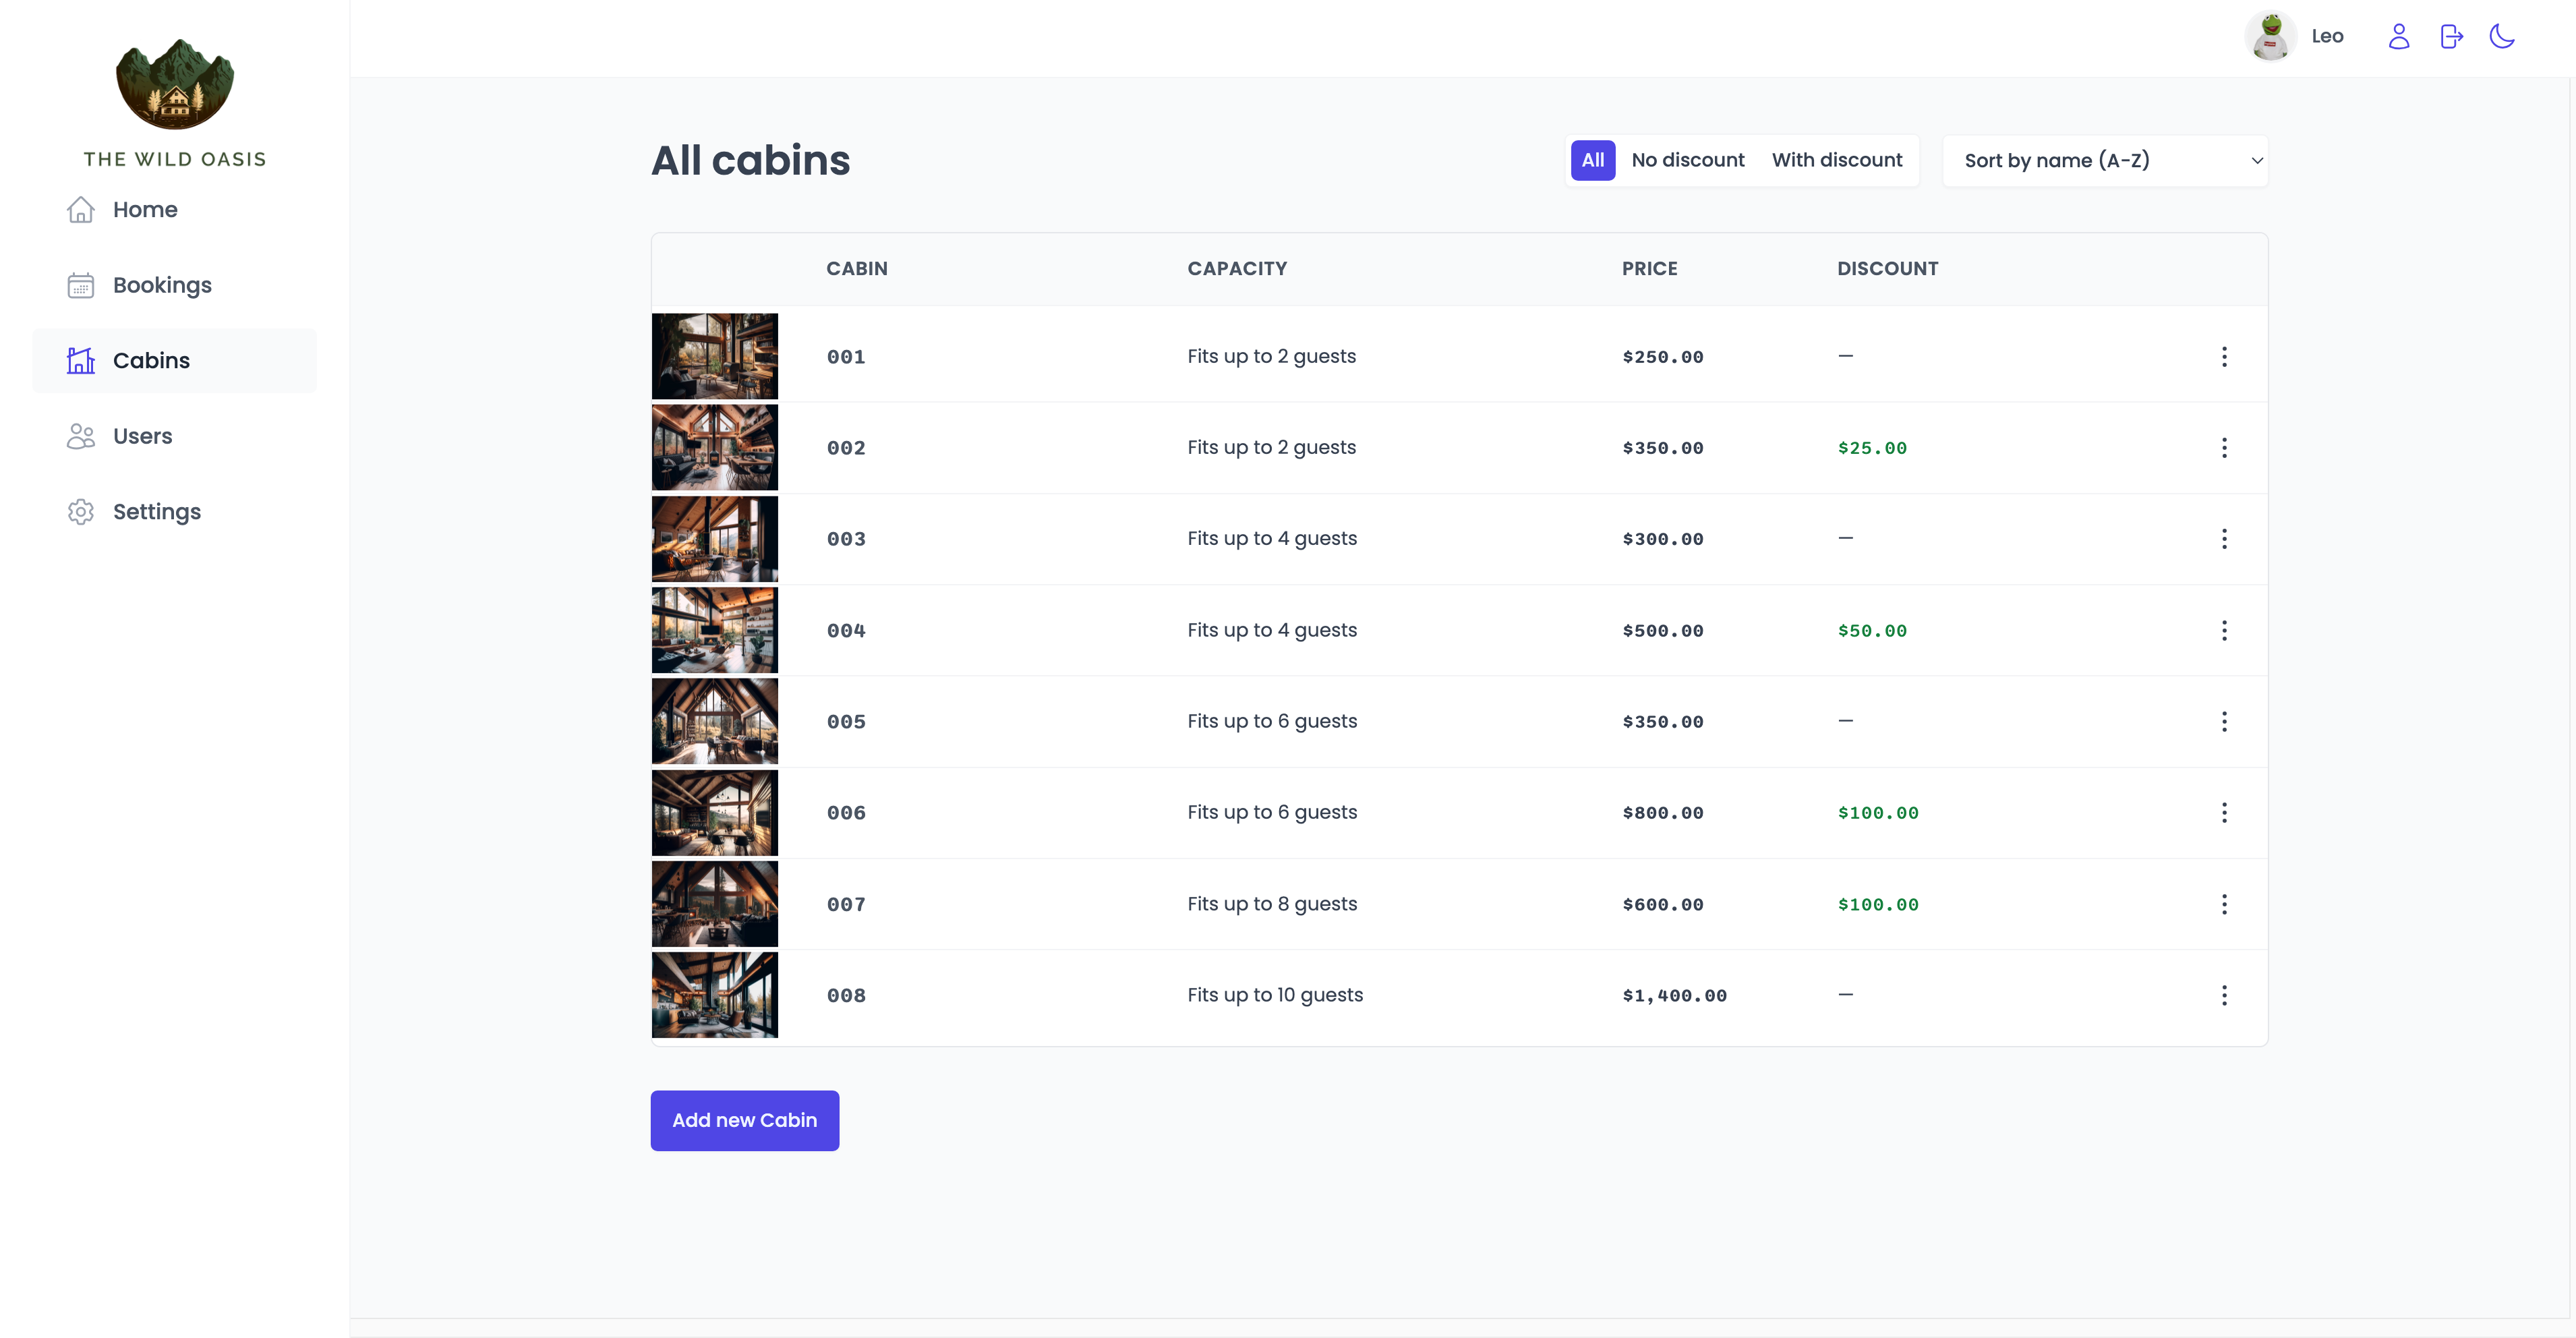 THE WILD OASIS
Home
Bookings
Cabins
Users
Settings
Leo
All cabins
All No discount With discount
Sort by name (A-Z)
CABIN CAPACITY PRICE DISCOUNT
001 Fits up to 2 guests $250.00 —
002 Fits up to 2 guests $350.00 $25.00
003 Fits up to 4 guests $300.00 —
004 Fits up to 4 guests $500.00 $50.00
005 Fits up to 6 guests $350.00 —
006 Fits up to 6 guests $800.00 $100.00
007 Fits up to 8 guests $600.00 $100.00
008 Fits up to 10 guests $1,400.00 —
Add new Cabin